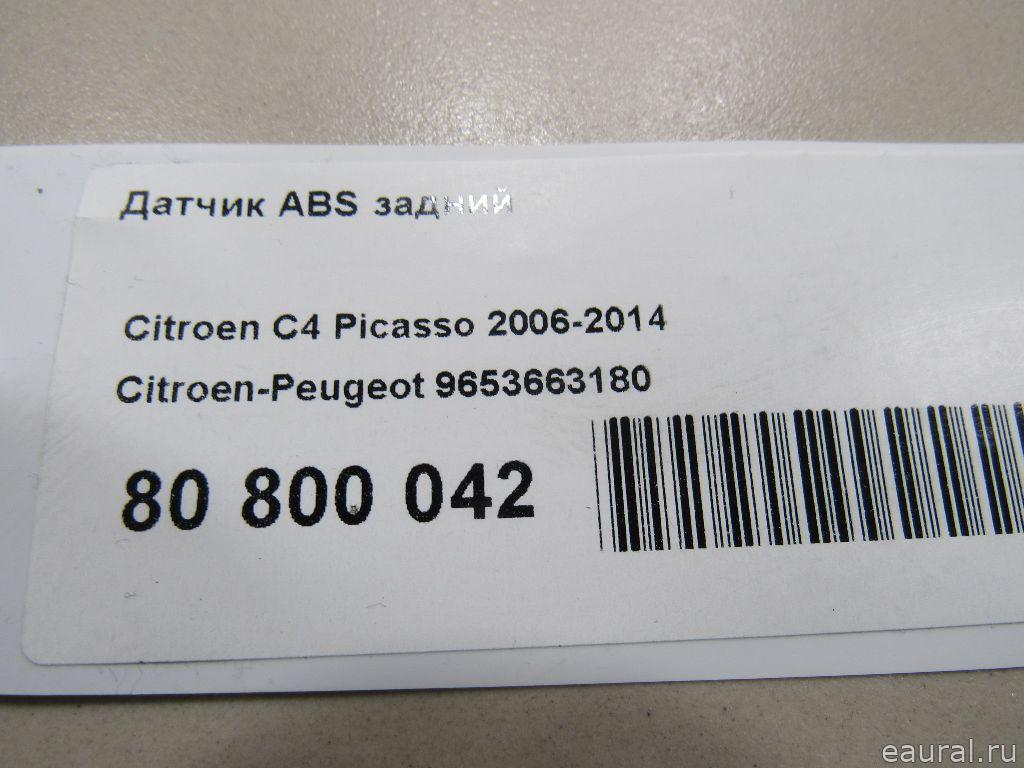 Датчик ABS задний
Citroen C4 Picasso 2006-2014
Citroen-Peugeot 9653663180
80 800 042
eaural.ru